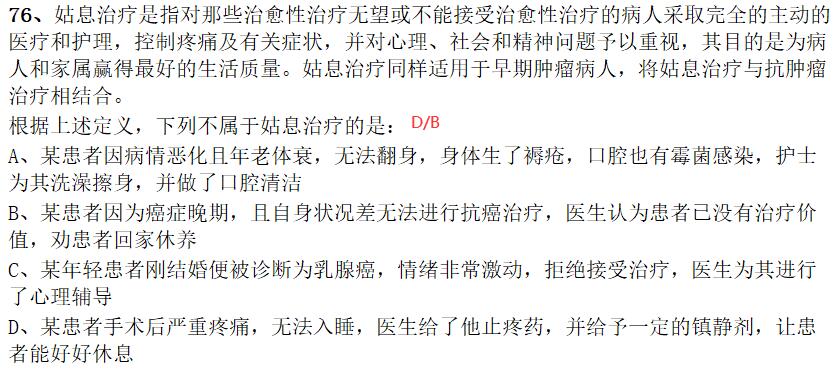 76、姑息治疗是指对那些治愈性治疗无望或不能接受治愈性治疗的病人采取完全的主动的
医疗和护理，控制疼痛及有关症状，并对心理、社会和精神问题予以重视，其目的是为病
人和家属赢得最好的生活质量。姑息治疗同样适用于早期肿瘤病人，将姑息治疗与抗肿瘤
治疗相结合。
根据上述定义，下列不属于姑息治疗的是： D/B
A、某患者因病情恶化且年老体衰，无法翻身，身体生了褥疮，口腔也有霉菌感染，护士
为其洗澡擦身，并做了口腔清洁
B、某患者因为癌症晚期，且自身状况差无法进行抗癌治疗，医生认为患者已没有治疗价
值，劝患者回家休养
C、某年轻患者刚结婚便被诊断为乳腺癌，情绪非常激动，拒绝接受治疗，医生为其进行
了心理辅导
D、某患者手术后严重疼痛，无法入睡，医生给了他止疼药，并给予一定的镇静剂，让患
者能好好休息